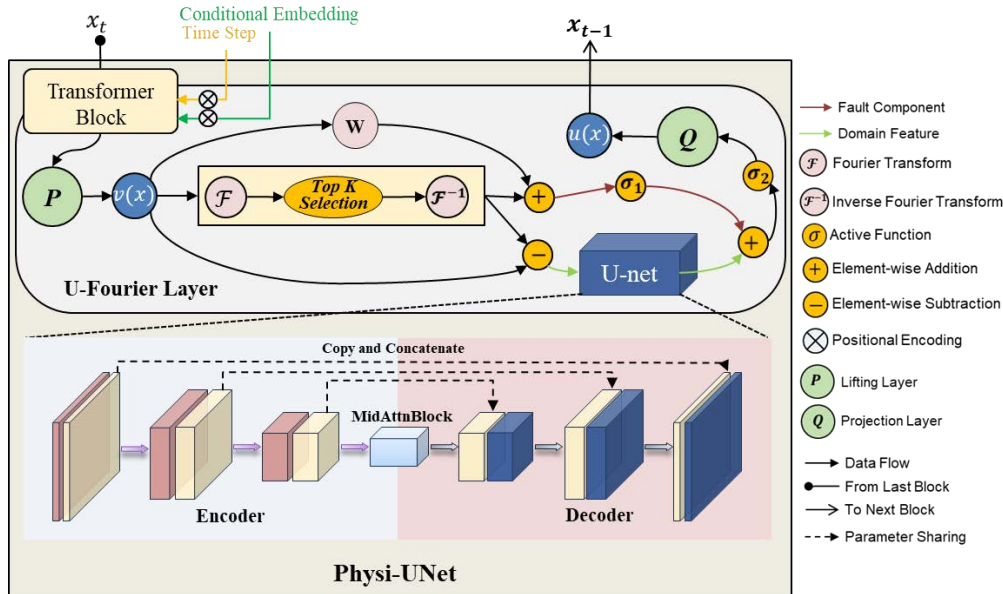 Conditional Embedding
x_t
Time Step
x_{t−1}
Transformer
Block
W
u(x)
Q
σ₂
P
v(x)
ℱ
Top K
Selection
ℱ⁻¹
+
σ₁
+
−
U-net
U-Fourier Layer
Copy and Concatenate
MidAttnBlock
Encoder
Decoder
Physi-UNet
Fault Component
Domain Feature
ℱ Fourier Transform
ℱ⁻¹ Inverse Fourier Transform
σ Active Function
+ Element-wise Addition
− Element-wise Subtraction
Positional Encoding
P Lifting Layer
Q Projection Layer
Data Flow
From Last Block
To Next Block
Parameter Sharing